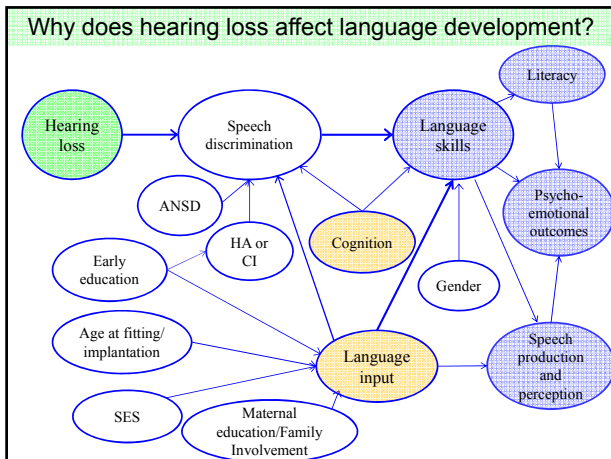 Why does hearing loss affect language development?
Literacy
Hearing
loss
Speech
discrimination
Language
skills
Psycho-
emotional
outcomes
ANSD
HA or
CI
Cognition
Early
education
Gender
Age at fitting/
implantation
Language
input
Speech
production
and
perception
SES
Maternal
education/Family
Involvement